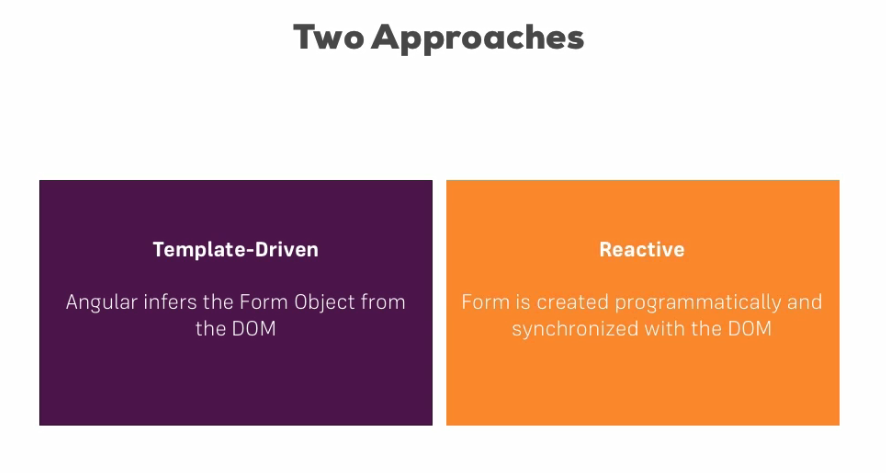 Two Approaches
Template-Driven
Angular infers the Form Object from
the DOM
Reactive
Form is created programmatically and
synchronized with the DOM